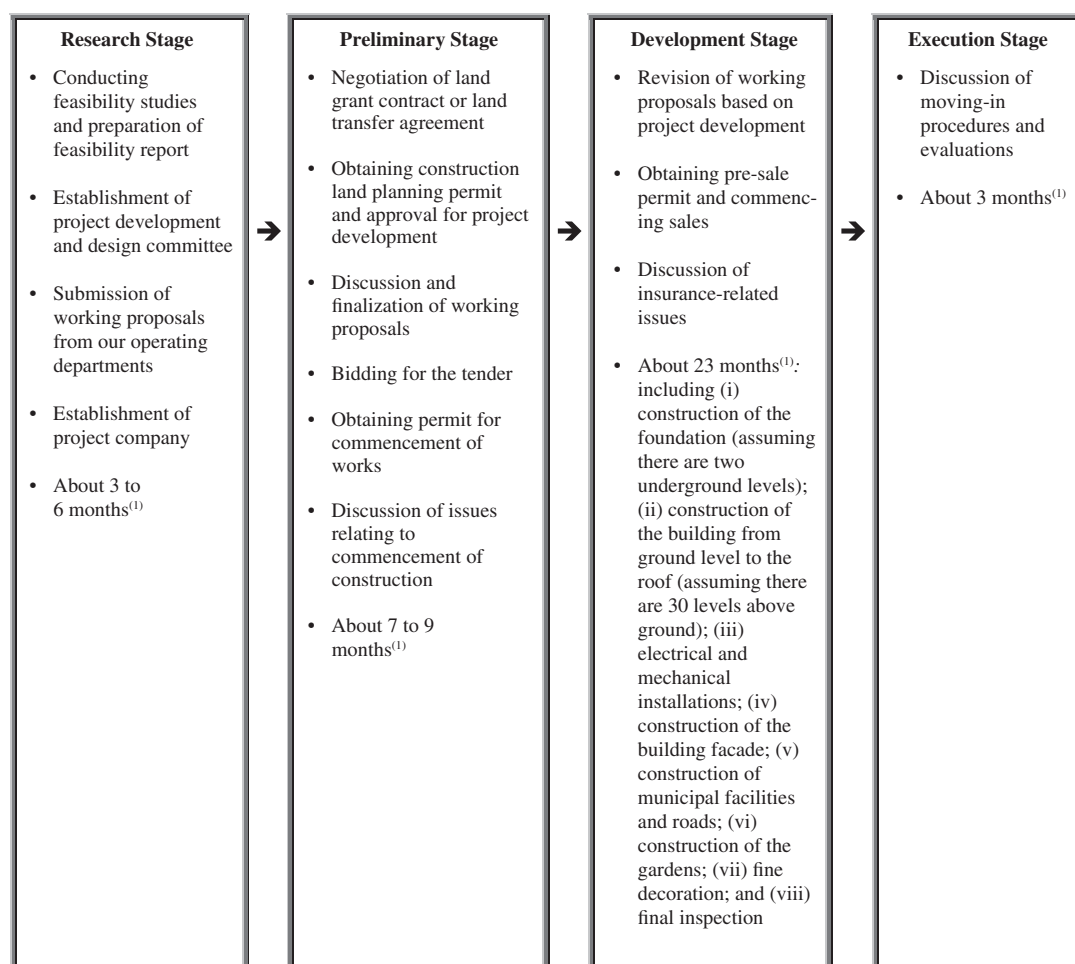 Research Stage
• Conducting
feasibility studies
and preparation of
feasibility report
• Establishment of
project development
and design committee
• Submission of
working proposals
from our operating
departments
• Establishment of
project company
• About 3 to
6 months(1)
➔
Preliminary Stage
• Negotiation of land
grant contract or land
transfer agreement
• Obtaining construction
land planning permit
and approval for project
development
• Discussion and
finalization of working
proposals
• Bidding for the tender
• Obtaining permit for
commencement of
works
• Discussion of issues
relating to
commencement of
construction
• About 7 to 9
months(1)
➔
Development Stage
• Revision of working
proposals based on
project development
• Obtaining pre-sale
permit and commenc-
ing sales
• Discussion of
insurance-related
issues
• About 23 months(1):
including (i)
construction of the
foundation (assuming
there are two
underground levels);
(ii) construction of
the building from
ground level to the
roof (assuming there
are 30 levels above
ground); (iii)
electrical and
mechanical
installations; (iv)
construction of the
building facade; (v)
construction of
municipal facilities
and roads; (vi)
construction of the
gardens; (vii) fine
decoration; and (viii)
final inspection
➔
Execution Stage
• Discussion of
moving-in
procedures and
evaluations
• About 3 months(1)